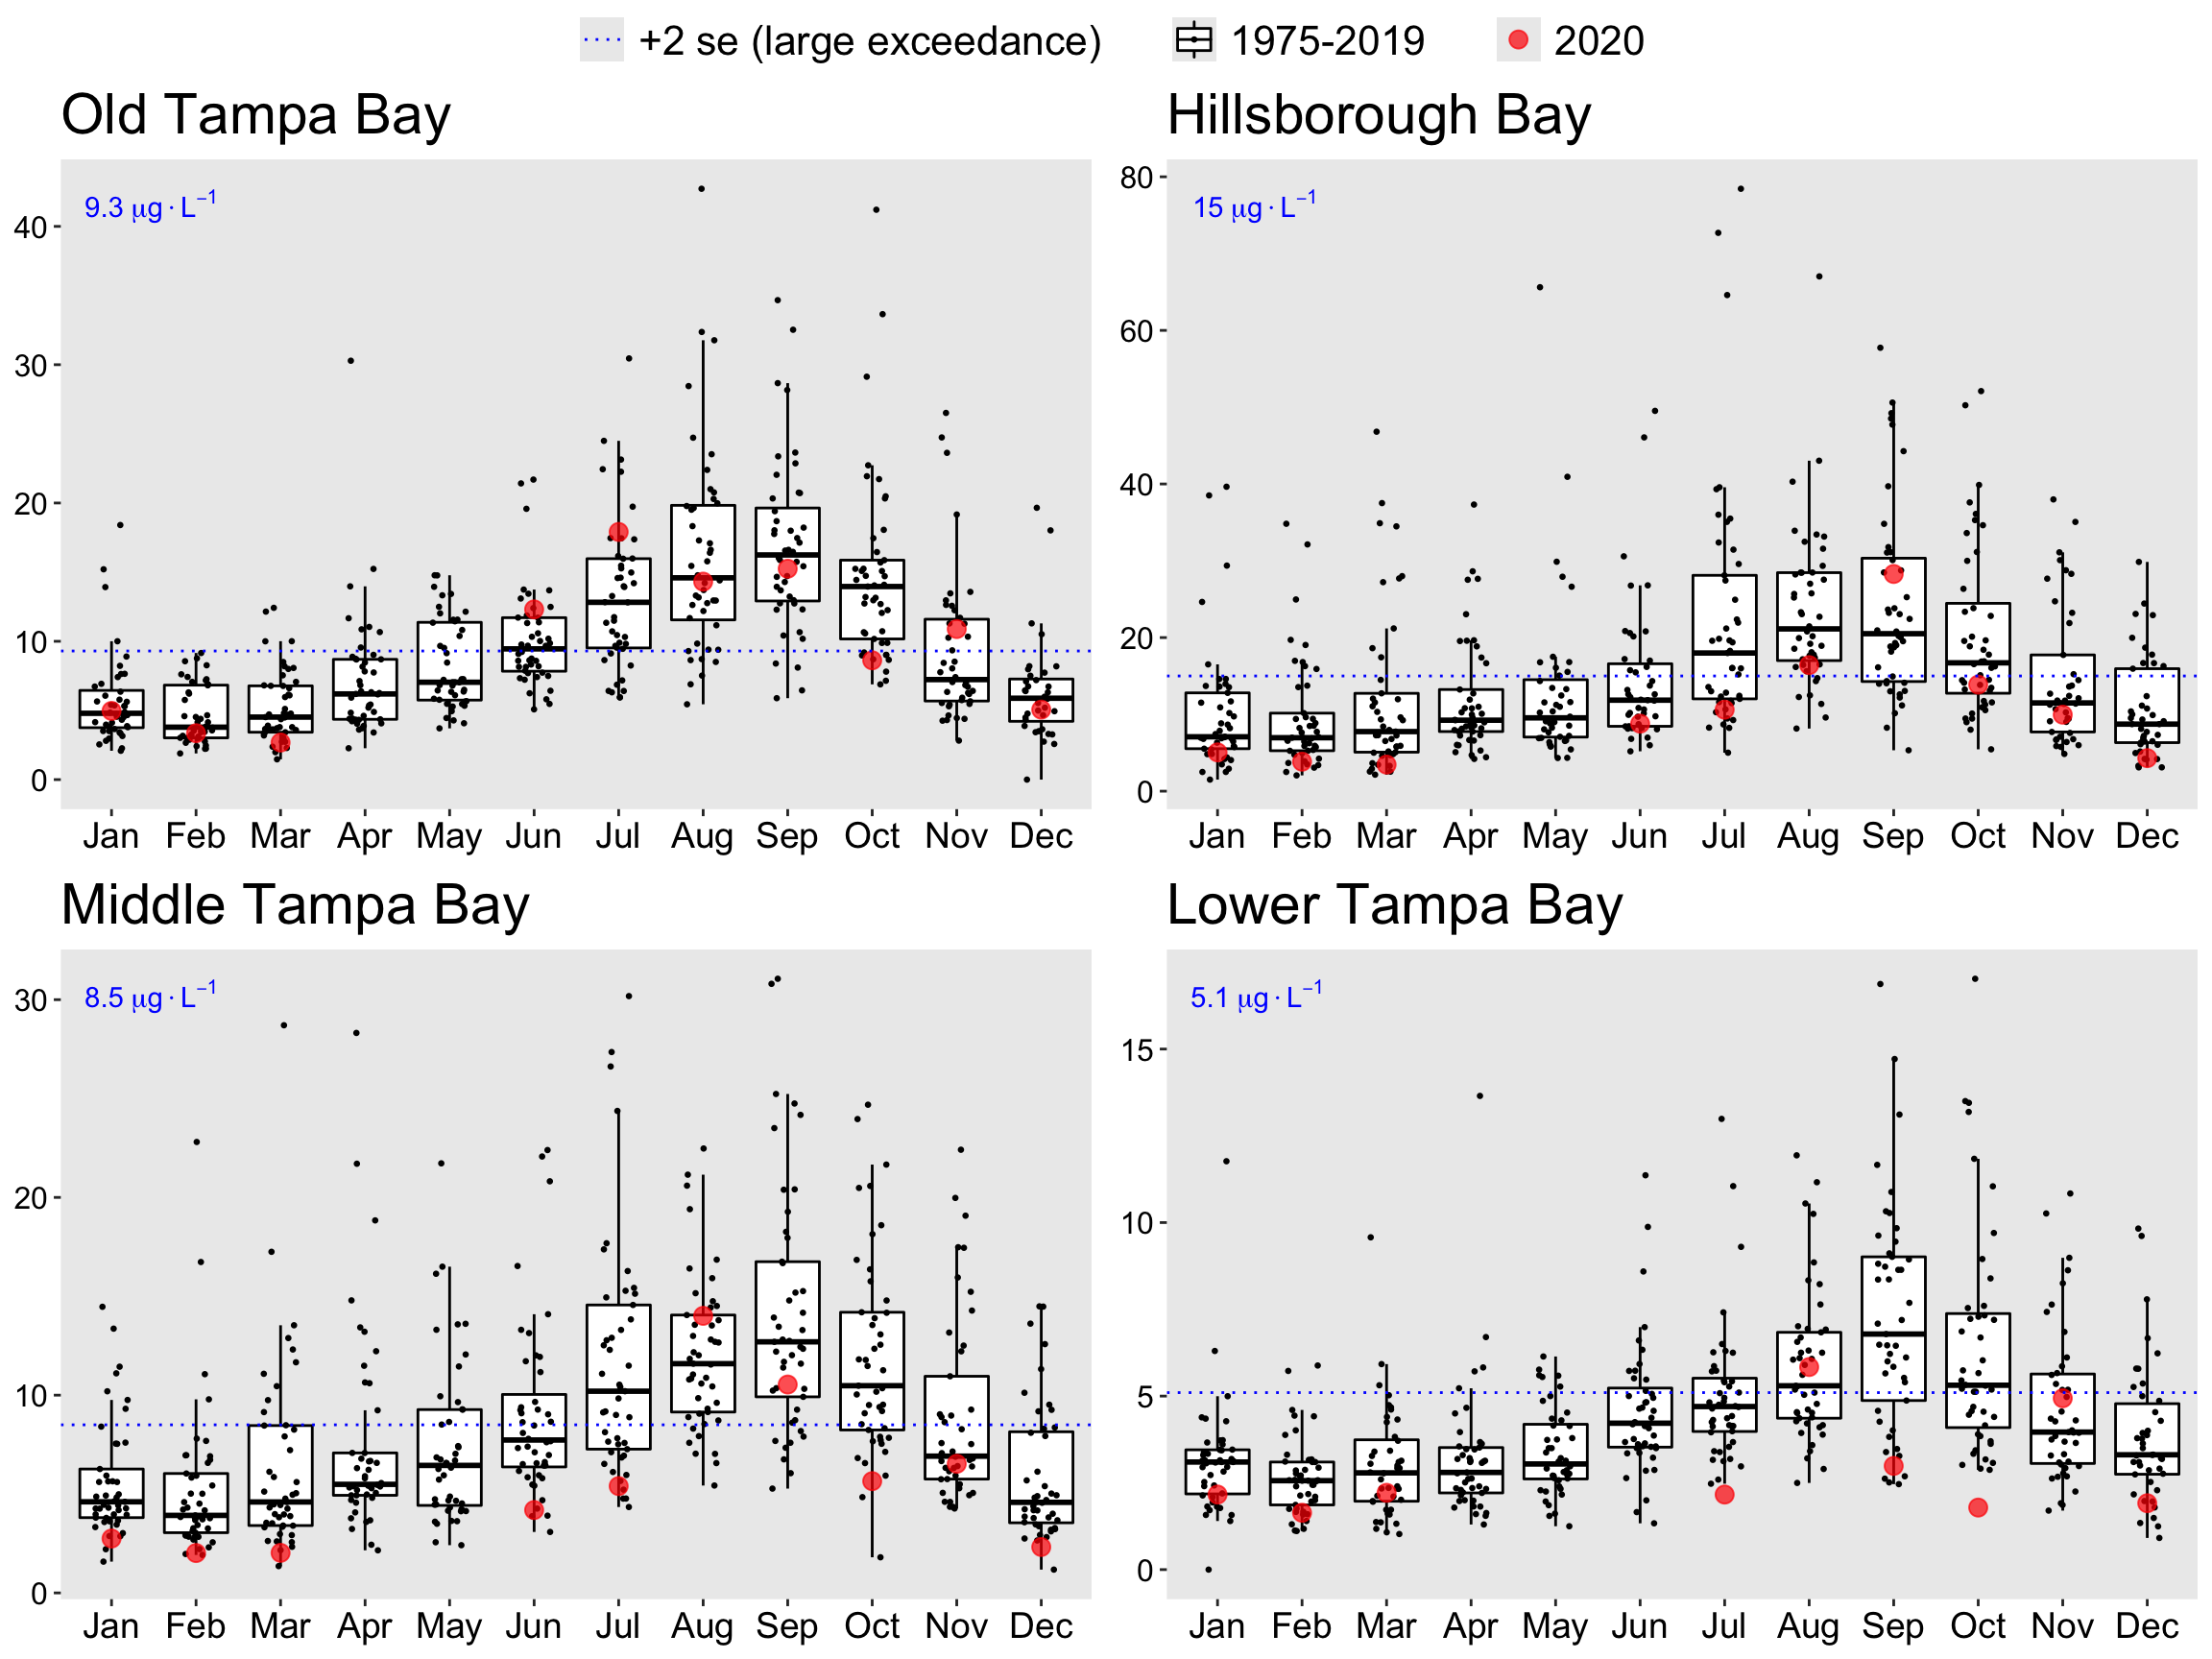 +2 se (large exceedance) 1975-2019 2020
Old Tampa Bay
9.3 μg·L⁻¹
40
30
20
10
0
Jan Feb Mar Apr May Jun Jul Aug Sep Oct Nov Dec
Hillsborough Bay
15 μg·L⁻¹
80
60
40
20
0
Jan Feb Mar Apr May Jun Jul Aug Sep Oct Nov Dec
Middle Tampa Bay
8.5 μg·L⁻¹
30
20
10
0
Jan Feb Mar Apr May Jun Jul Aug Sep Oct Nov Dec
Lower Tampa Bay
5.1 μg·L⁻¹
15
10
5
0
Jan Feb Mar Apr May Jun Jul Aug Sep Oct Nov Dec